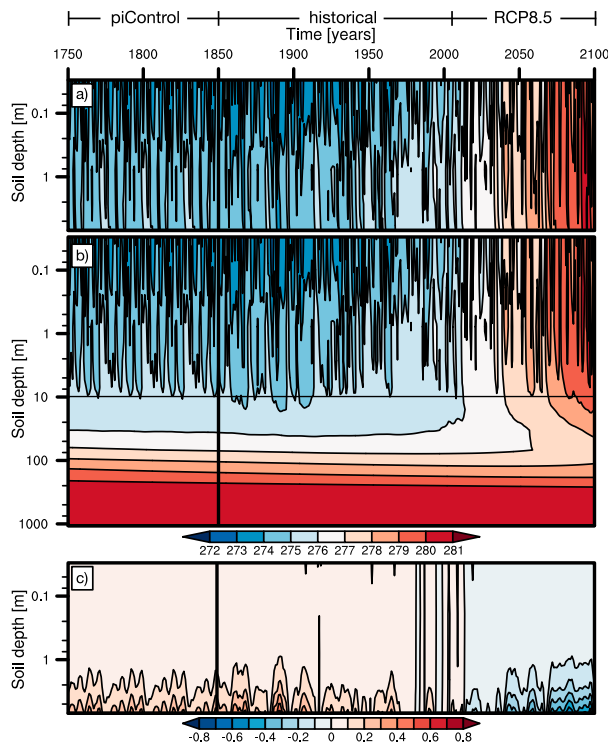 piControl historical RCP8.5
Time [years]
1750 1800 1850 1900 1950 2000 2050 2100
a)
Soil depth [m]
0.1
1
b)
Soil depth [m]
0.1
1
10
100
1000
272 273 274 275 276 277 278 279 280 281
c)
Soil depth [m]
0.1
1
-0.8 -0.6 -0.4 -0.2 0 0.2 0.4 0.6 0.8